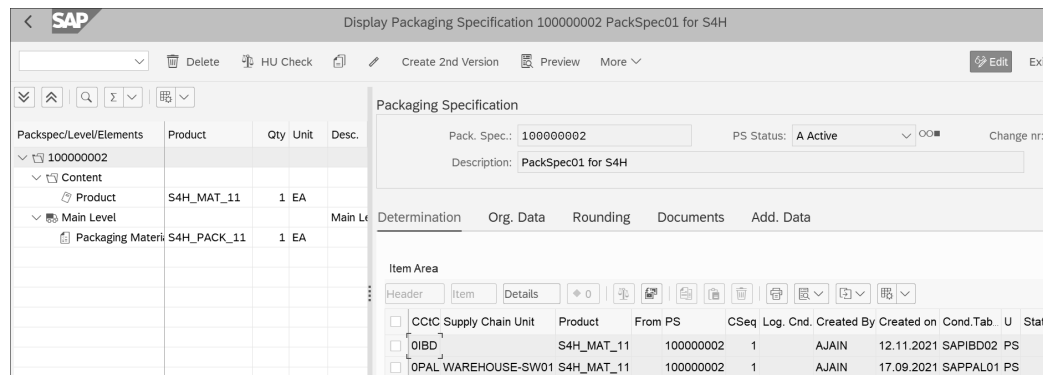 SAP Display Packaging Specification 100000002 PackSpec01 for S4H
Delete HU Check Create 2nd Version Preview More Edit
Packaging Specification
Packspec/Level/Elements Product Qty Unit Desc.
Pack. Spec.: 100000002 PS Status: A Active Change nr:
100000002
Description: PackSpec01 for S4H
Content
Product S4H_MAT_11 1 EA
Main Level Main
Determination Org. Data Rounding Documents Add. Data
Packaging S4H_PACK_11 1 EA
Item Area
Header Item Details 0
CCtC Supply Chain Unit Product From PS CSeq Log. Cnd. Created By Created on Cond.Tab... U
0IBD S4H_MAT_11 100000002 1 AJAIN 12.11.2021 SAPIBD02 PS
0PAL WAREHOUSE-SW01 S4H_MAT_11 100000002 1 AJAIN 17.09.2021 SAPPAL01 PS